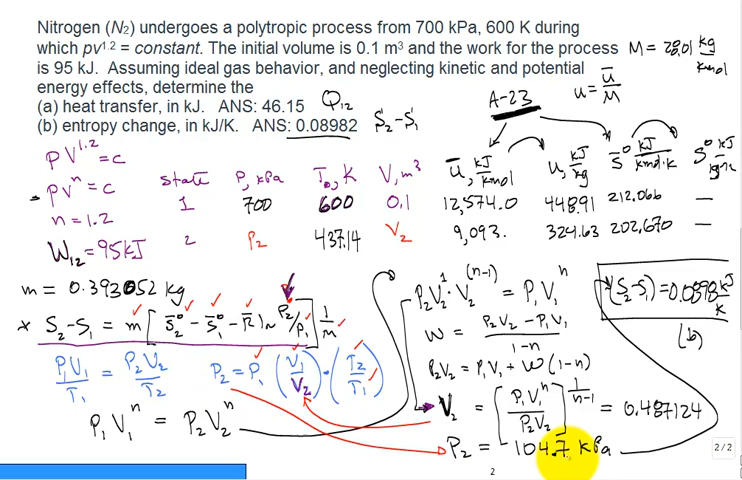 Nitrogen (N2) undergoes a polytropic process from 700 kPa, 600 K during
which pv^1.2 = constant. The initial volume is 0.1 m³ and the work for the process
is 95 kJ. Assuming ideal gas behavior, and neglecting kinetic and potential
energy effects, determine the
(a) heat transfer, in kJ. ANS: 46.15 Q12
(b) entropy change, in kJ/K. ANS: 0.08982 S2-S1
M = 28.01 kg/kmol
u = ū/M
A-23
PV^1.2 = c
PV^n = c
n = 1.2
W12 = 95 kJ
state P, kPa T, K V, m³ ū, kJ/kmol u, kJ/kg s̄° kJ/kmol·K S° kJ/kg·K
1 700 600 0.1 12,574.0 448.91 212.066 —
2 P2 437.14 V2 9,093. 324.63 202.670 —
m = 0.393052 kg
* S2-S1 = m [ s̄2° - s̄1° - R̄ ln P2/P1 ] 1/M
P1V1/T1 = P2V2/T2 P2 = P1 (V1/V2) · (T2/T1)
P1V1^n = P2V2^n
P2V2^1 · V2^(n-1) = P1V1^n
W = P2V2 - P1V1 / 1-n
P2V2 = P1V1 + W(1-n)
V2 = [ P1V1^n / P2V2 ]^1/n-1 = 0.487124
P2 = 104.7 kPa
(S2-S1) = 0.0898 kJ/K
(b)
2/2
2